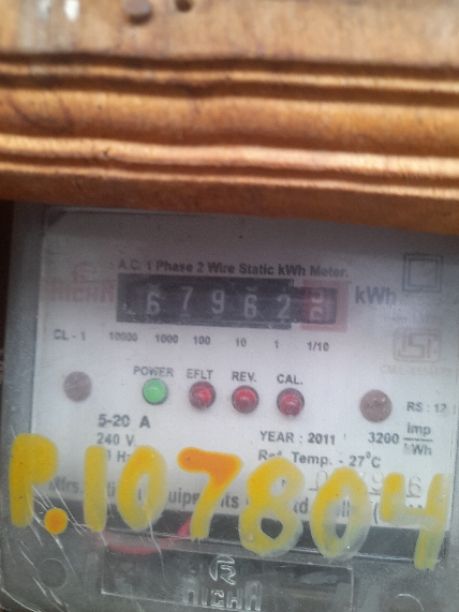 A.C. 1 Phase 2 Wire Static kWh Meter.
67962 kWh
CL - 1 10000 1000 100 10 1 1/10
POWER EFLT REV. CAL.
5-20 A
240 V
YEAR : 2011 3200 imp
kWh
Ref. Temp. - 27°C
P.107804